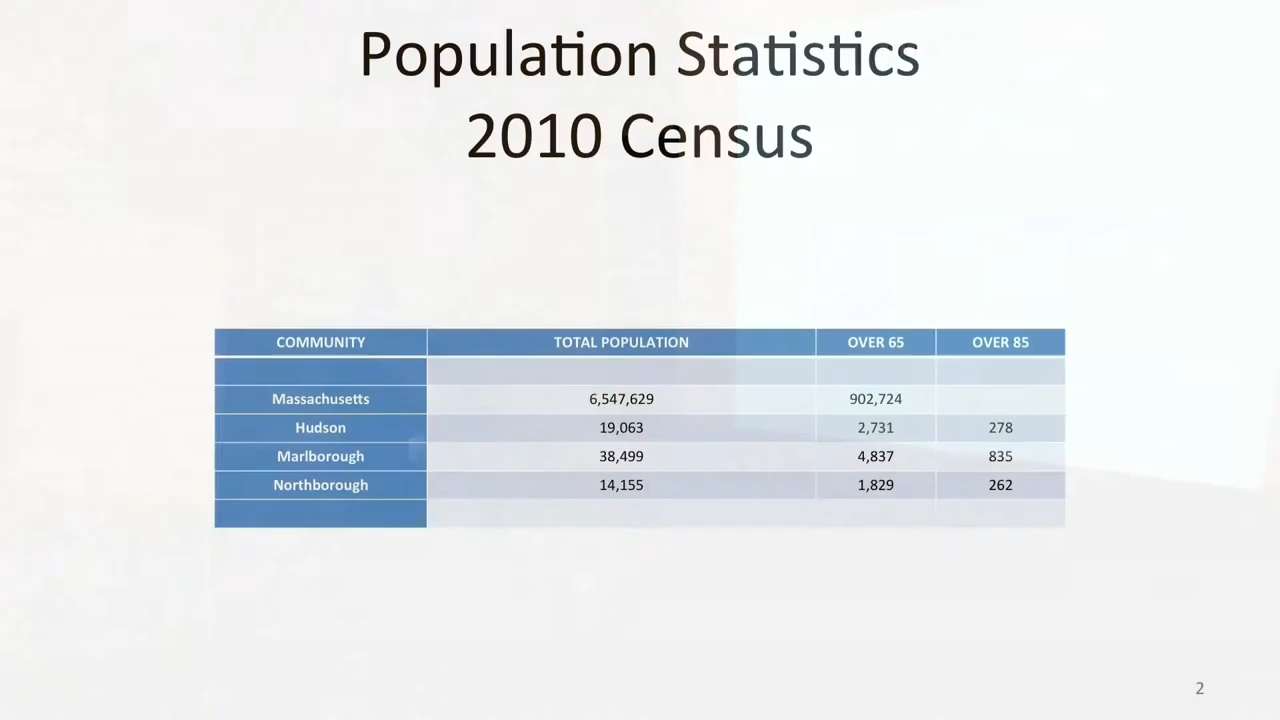 Population Statistics
2010 Census
COMMUNITY TOTAL POPULATION OVER 65 OVER 85
Massachusetts 6,547,629 902,724
Hudson 19,063 2,731 278
Marlborough 38,499 4,837 835
Northborough 14,155 1,829 262
2